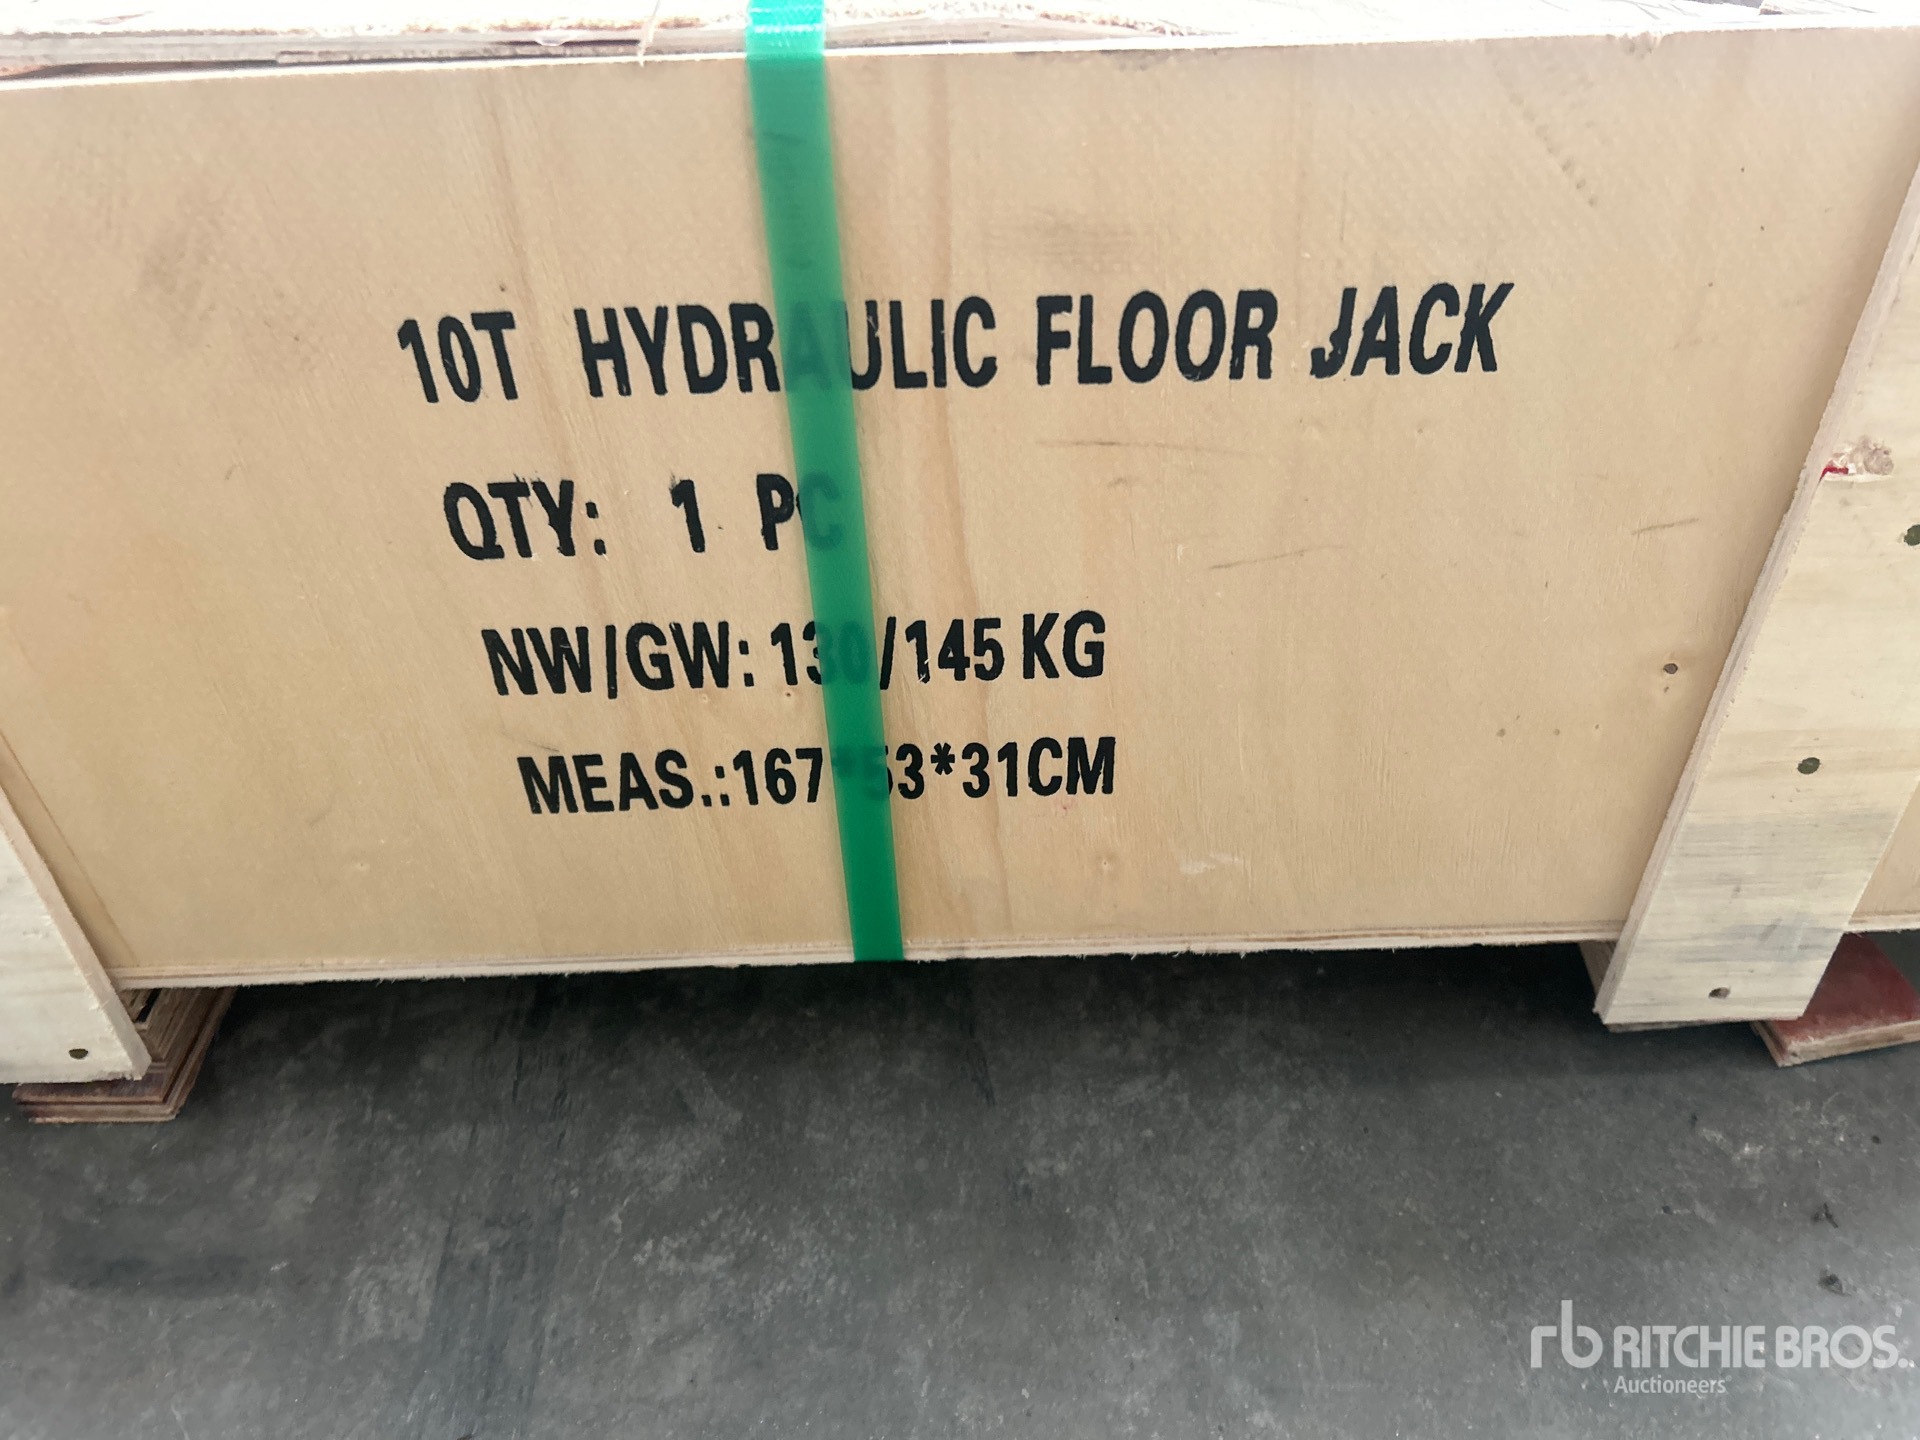 10T HYDRAULIC FLOOR JACK
QTY: 1 PC
NW/GW: 130/145 KG
MEAS.:167*53*31CM
rb RITCHIE BROS.
Auctioneers